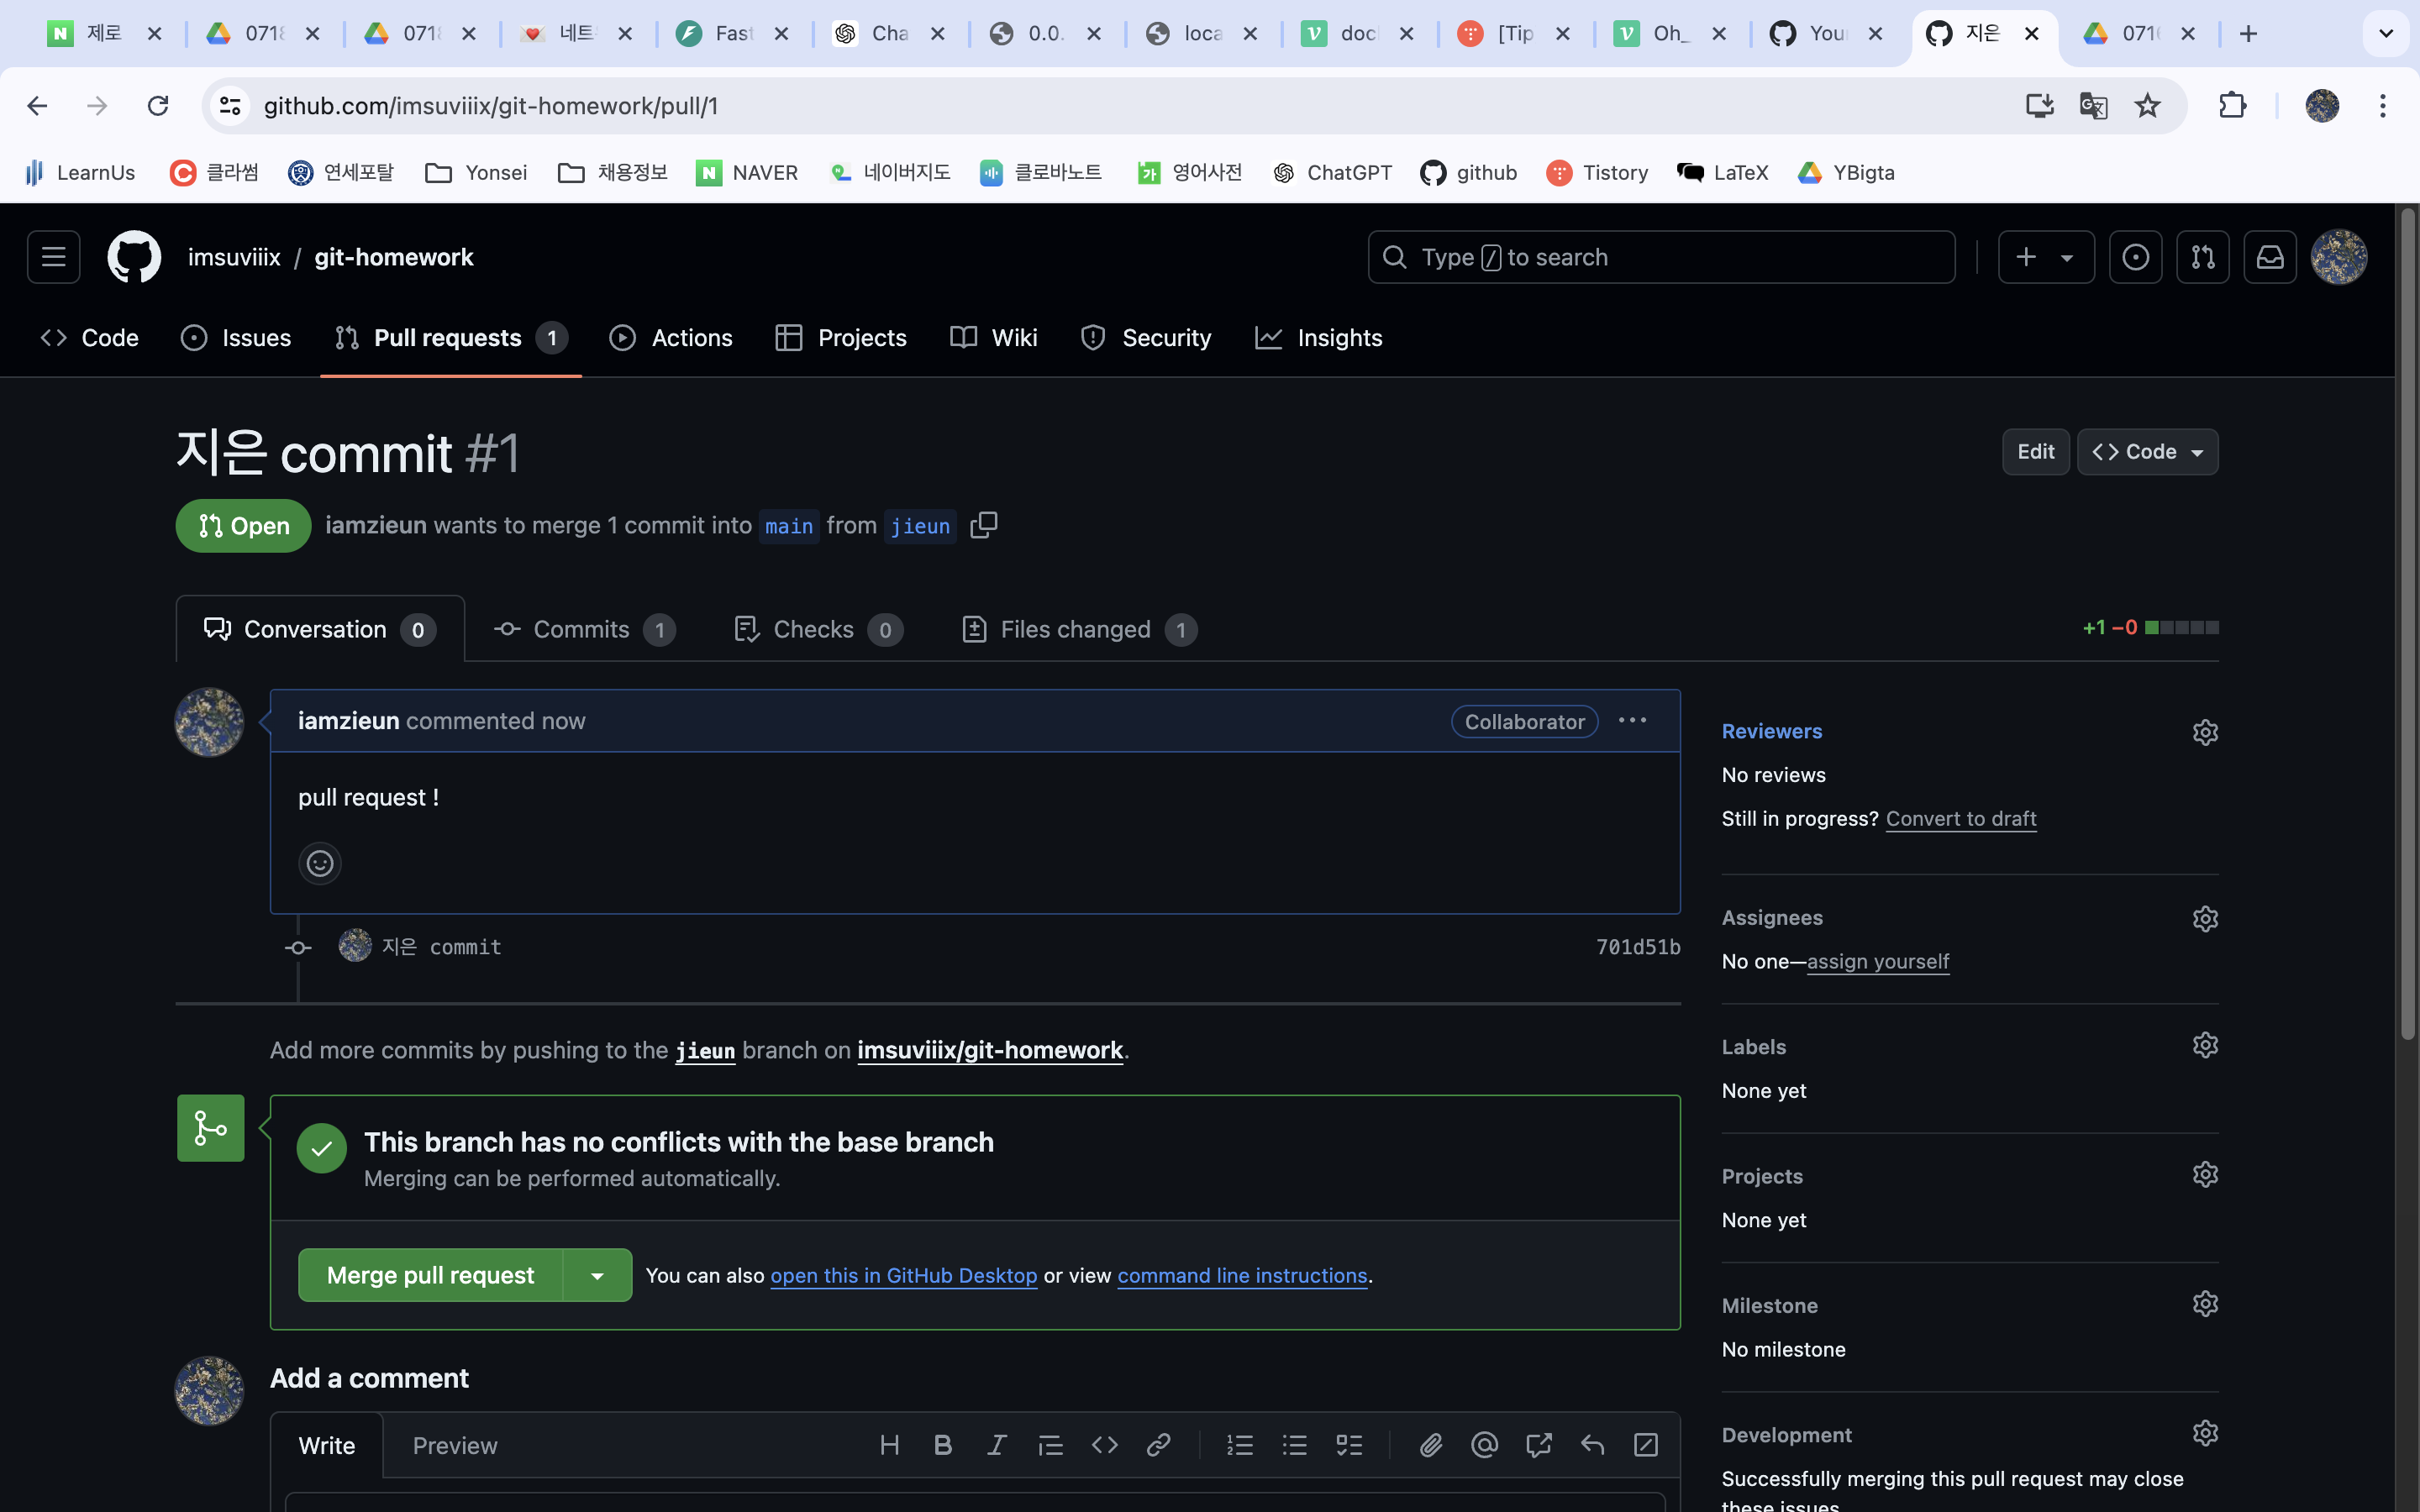 제로
0718
0718
네트
Fast
Cha
0.0.
loca
doc
[Tip
Oh_
You
지은
0716
github.com/imsuviiix/git-homework/pull/1
LearnUs
클라썸
연세포탈
Yonsei
채용정보
NAVER
네이버지도
클로바노트
영어사전
ChatGPT
github
Tistory
LaTeX
YBigta
imsuviiix / git-homework
Type / to search
Code
Issues
Pull requests 1
Actions
Projects
Wiki
Security
Insights
지은 commit #1
Edit
Code
Open
iamzieun wants to merge 1 commit into main from jieun
Conversation 0
Commits 1
Checks 0
Files changed 1
+1 −0
iamzieun commented now
Collaborator
pull request !
지은 commit
701d51b
Add more commits by pushing to the jieun branch on imsuviiix/git-homework.
This branch has no conflicts with the base branch
Merging can be performed automatically.
Merge pull request
You can also open this in GitHub Desktop or view command line instructions.
Add a comment
Write
Preview
Reviewers
No reviews
Still in progress? Convert to draft
Assignees
No one—assign yourself
Labels
None yet
Projects
None yet
Milestone
No milestone
Development
Successfully merging this pull request may close
these issues.